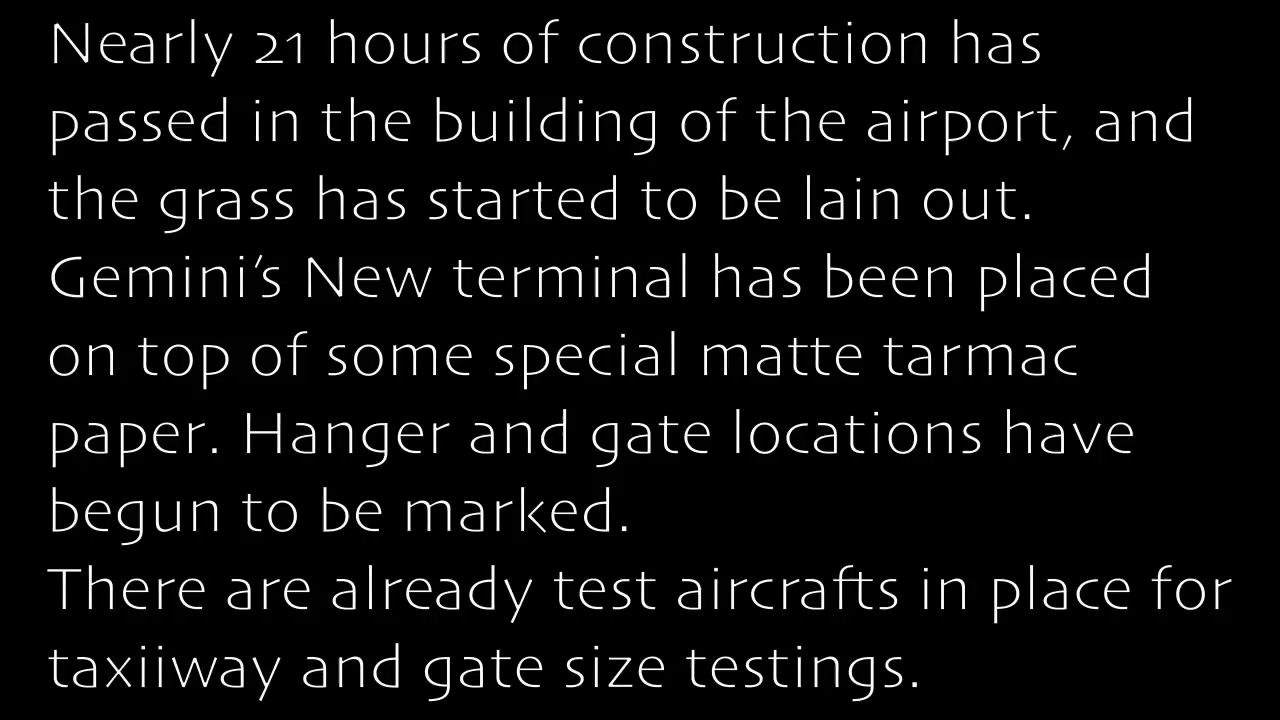 Nearly 21 hours of construction has
passed in the building of the airport, and
the grass has started to be lain out.
Gemini’s New terminal has been placed
on top of some special matte tarmac
paper. Hanger and gate locations have
begun to be marked.
There are already test aircrafts in place for
taxiiway and gate size testings.